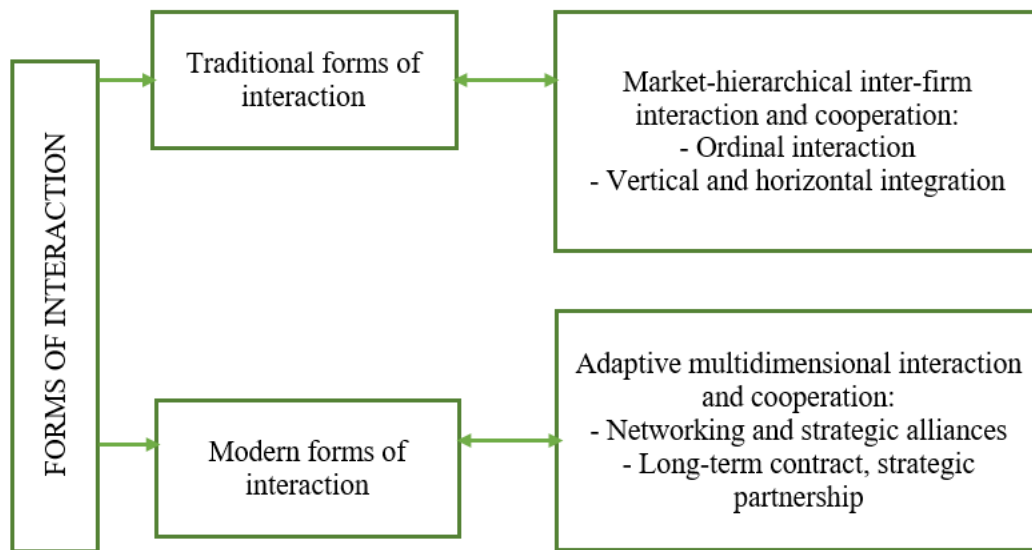 FORMS OF INTERACTION
Traditional forms of
interaction
Market-hierarchical inter-firm
interaction and cooperation:
- Ordinal interaction
- Vertical and horizontal integration
Modern forms of
interaction
Adaptive multidimensional interaction
and cooperation:
- Networking and strategic alliances
- Long-term contract, strategic
partnership